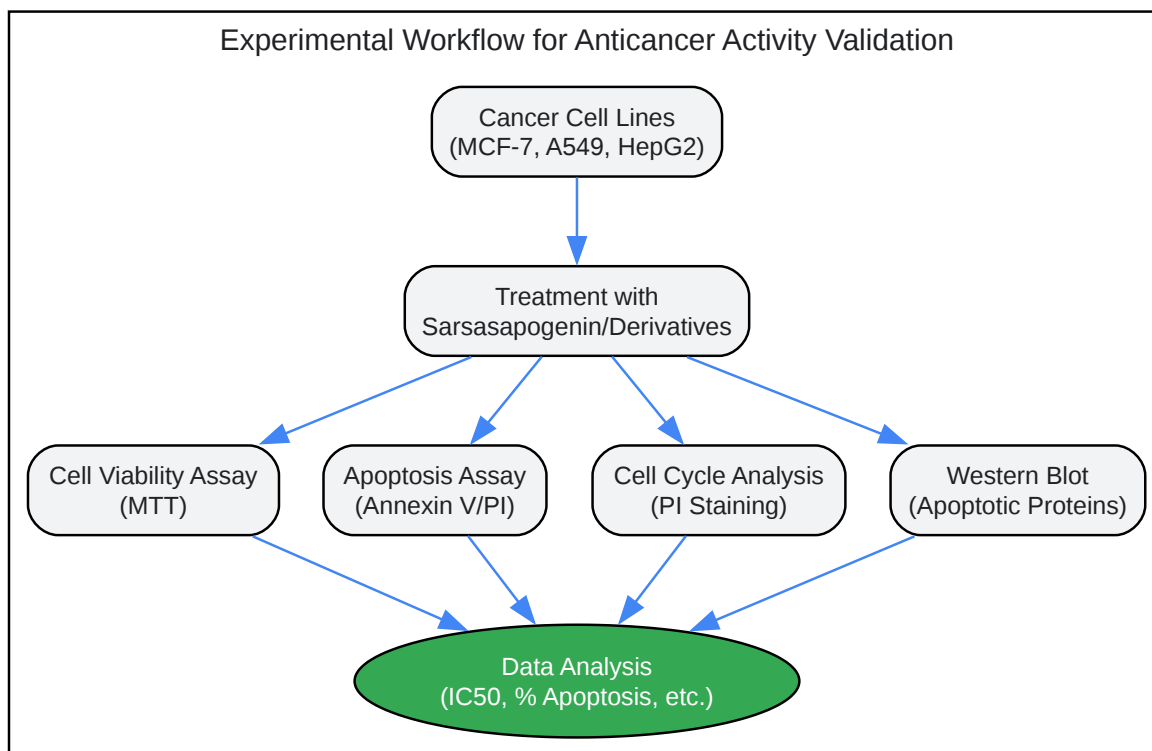 Experimental Workflow for Anticancer Activity Validation
Cancer Cell Lines
(MCF-7, A549, HepG2)
Treatment with
Sarsasapogenin/Derivatives
Cell Viability Assay
(MTT)
Apoptosis Assay
(Annexin V/PI)
Cell Cycle Analysis
(PI Staining)
Western Blot
(Apoptotic Proteins)
Data Analysis
(IC50, % Apoptosis, etc.)